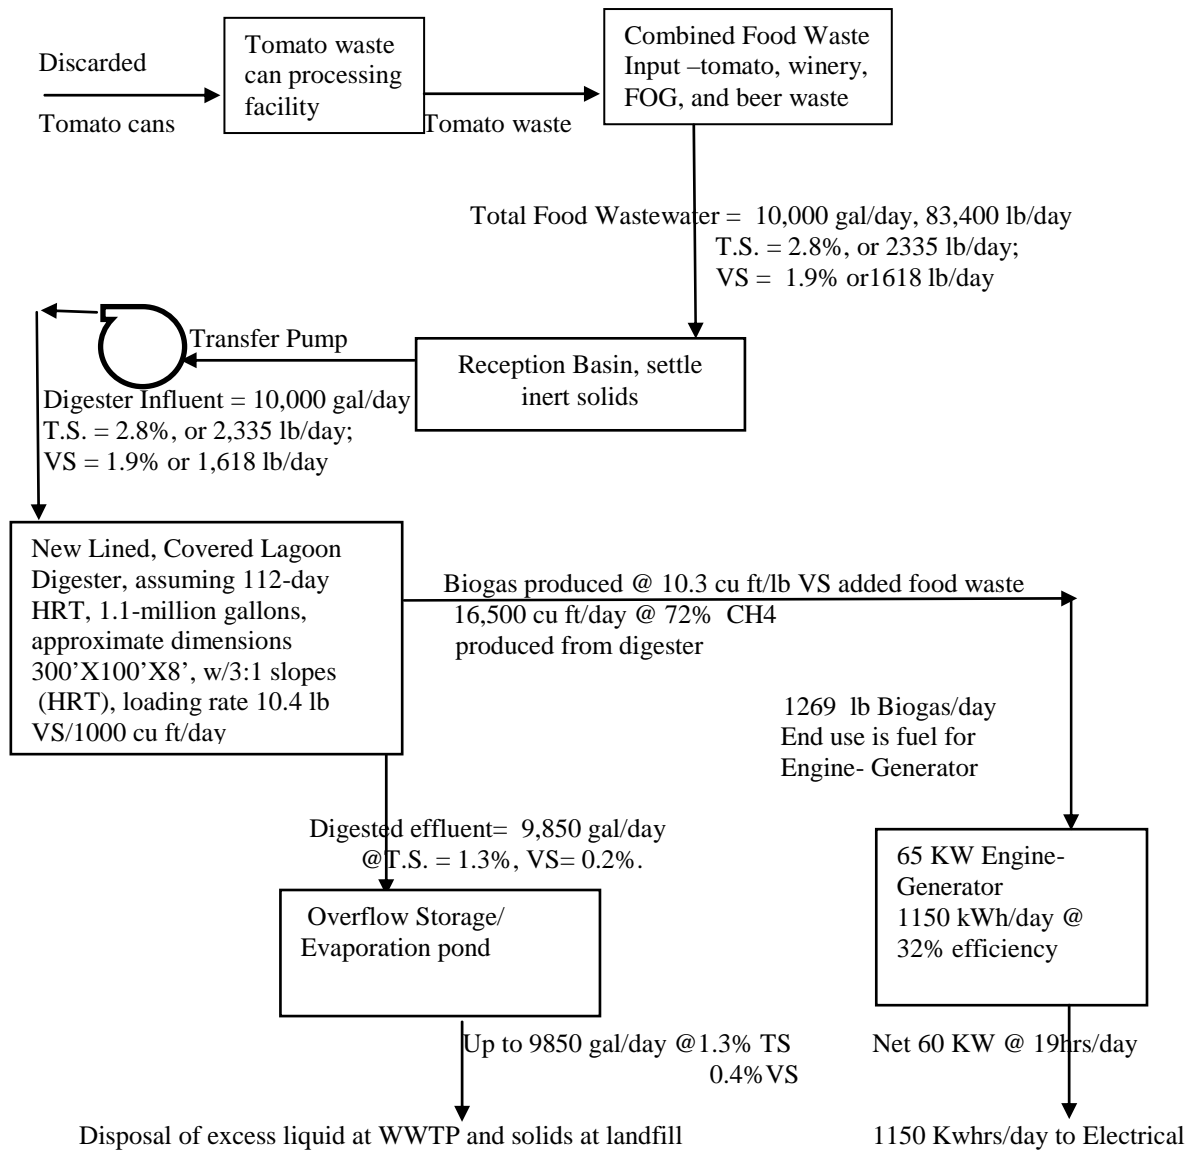 Discarded
Tomato cans
Tomato waste
can processing
facility
Tomato waste
Combined Food Waste
Input –tomato, winery,
FOG, and beer waste
Total Food Wastewater =  10,000 gal/day, 83,400 lb/day
T.S. = 2.8%, or 2335 lb/day;
VS =  1.9% or1618 lb/day
Reception Basin, settle
inert solids
Transfer Pump
Digester Influent = 10,000 gal/day
T.S. = 2.8%, or 2,335 lb/day;
VS = 1.9% or 1,618 lb/day
New Lined, Covered Lagoon
Digester, assuming 112-day
HRT, 1.1-million gallons,
approximate dimensions
300’X100’X8’, w/3:1 slopes
(HRT), loading rate 10.4 lb
VS/1000 cu ft/day
Biogas produced @ 10.3 cu ft/lb VS added food waste
16,500 cu ft/day @ 72%  CH4
produced from digester
1269  lb Biogas/day
End use is fuel for
Engine- Generator
Digested effluent=  9,850 gal/day
@T.S. = 1.3%, VS= 0.2%.
Overflow Storage/
Evaporation pond
65 KW Engine-
Generator
1150 kWh/day @
32% efficiency
Up to 9850 gal/day @1.3% TS
0.4%VS
Net 60 KW @ 19hrs/day
Disposal of excess liquid at WWTP and solids at landfill
1150 Kwhrs/day to Electrical